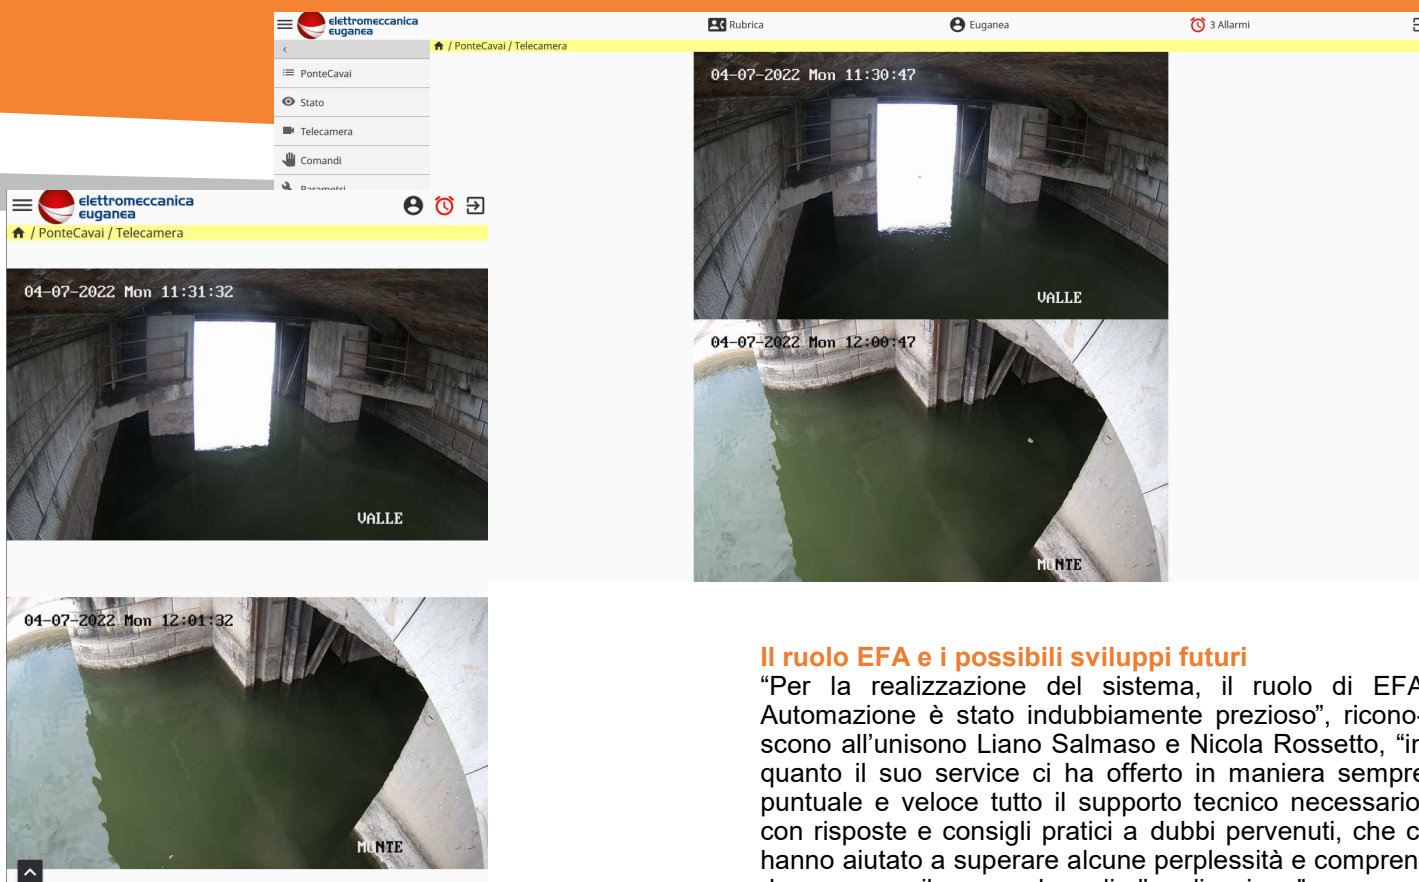 elettromeccanica
euganea
Rubrica
Euganea
3 Allarmi
/ PonteCavai / Telecamera
PonteCavai
Stato
Telecamera
Comandi
Parametri
04-07-2022 Mon 11:30:47
VALLE
04-07-2022 Mon 12:00:47
MONTE
elettromeccanica
euganea
/ PonteCavai / Telecamera
04-07-2022 Mon 11:31:32
VALLE
04-07-2022 Mon 12:01:32
MONTE
Il ruolo EFA e i possibili sviluppi futuri
“Per la realizzazione del sistema, il ruolo di EFA
Automazione è stato indubbiamente prezioso”, ricono-
scono all’unisono Liano Salmaso e Nicola Rossetto, “in
quanto il suo service ci ha offerto in maniera sempre
puntuale e veloce tutto il supporto tecnico necessario,
con risposte e consigli pratici a dubbi pervenuti, che c
hanno aiutato a superare alcune perplessità e compren